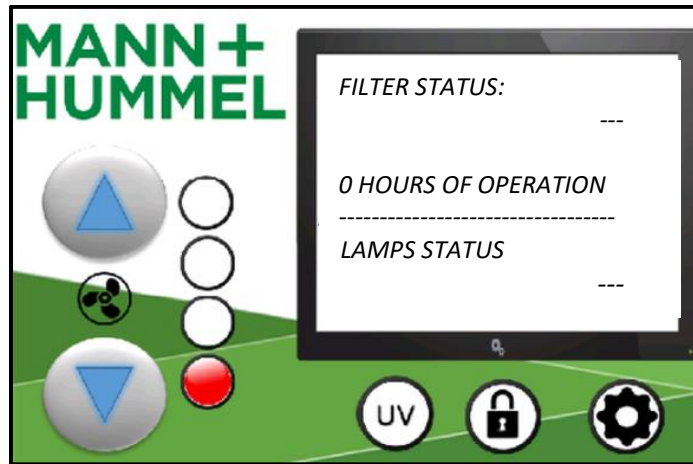 MANN+
HUMMEL
FILTER STATUS:
---
0 HOURS OF OPERATION
----------------------------------
LAMPS STATUS
---
UV